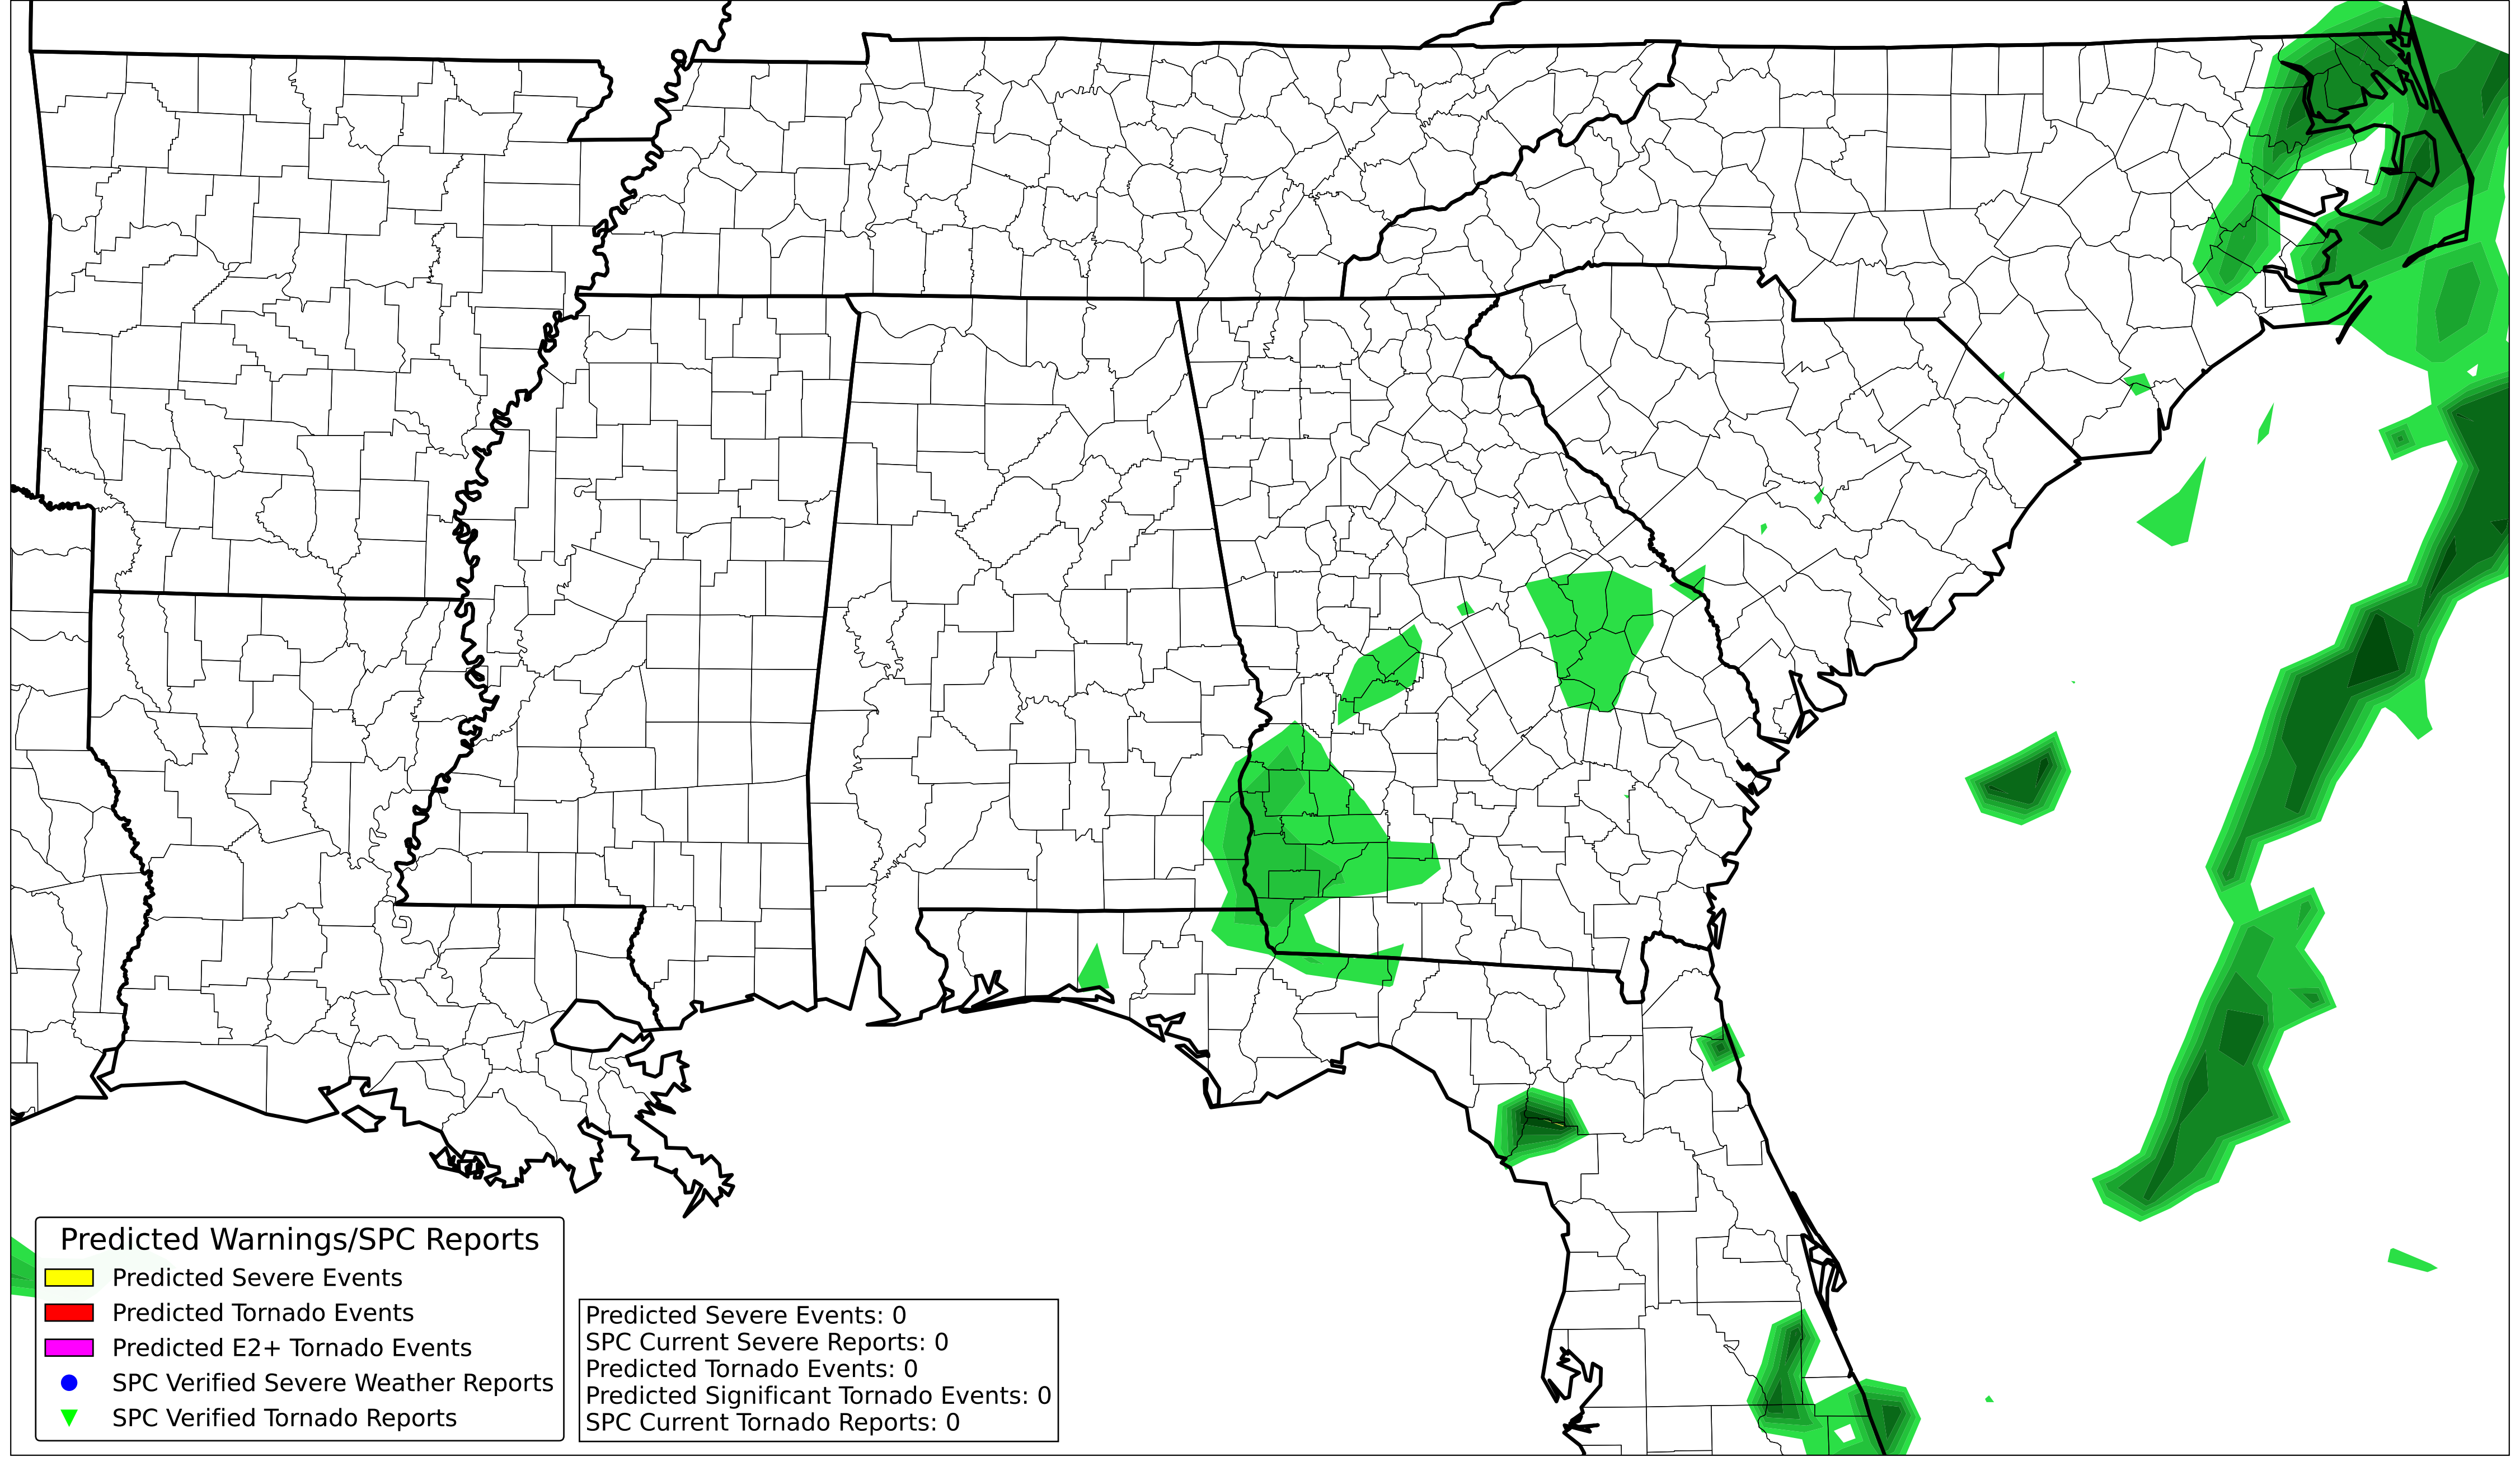 Predicted Warnings/SPC Reports
Predicted Severe Events
Predicted Tornado Events
Predicted E2+ Tornado Events
SPC Verified Severe Weather Reports
SPC Verified Tornado Reports
Predicted Severe Events: 0
SPC Current Severe Reports: 0
Predicted Tornado Events: 0
Predicted Significant Tornado Events: 0
SPC Current Tornado Reports: 0